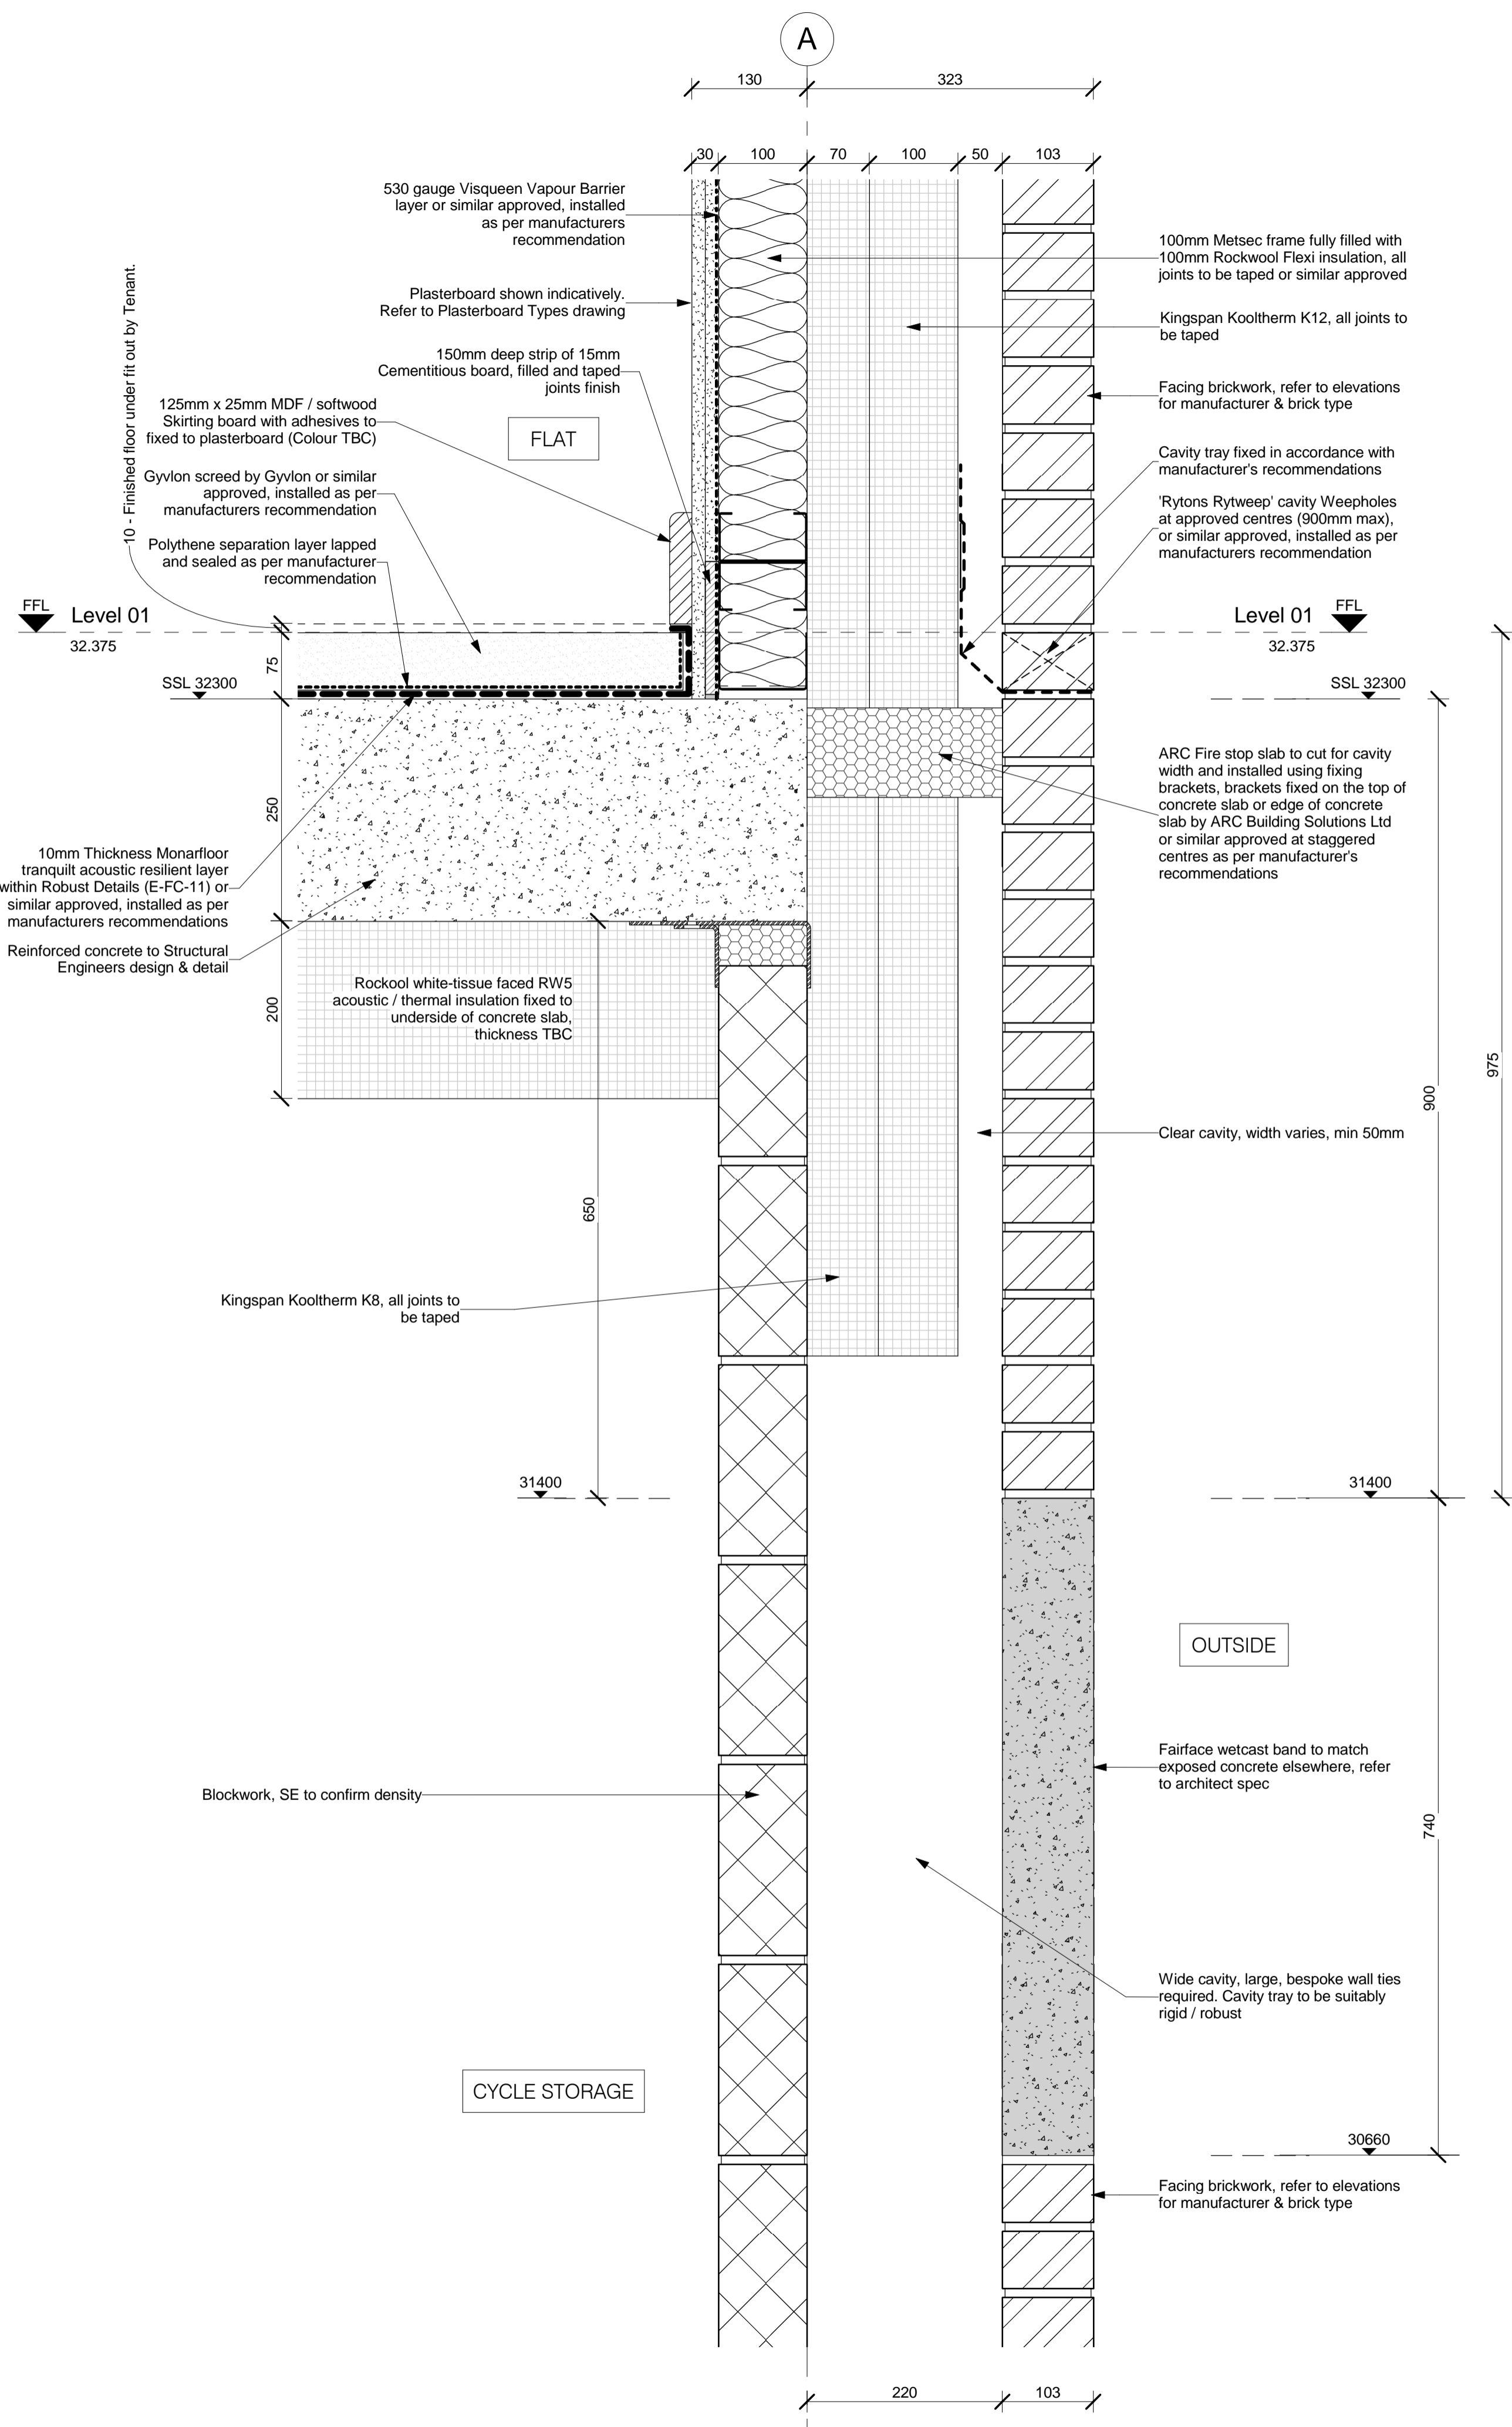 A
130
323
30
100
70
100
50
103
530 gauge Visqueen Vapour Barrier
layer or similar approved, installed
as per manufacturers
recommendation
Plasterboard shown indicatively.
Refer to Plasterboard Types drawing
150mm deep strip of 15mm
Cementitious board, filled and taped
joints finish
125mm x 25mm MDF / softwood
Skirting board with adhesives to
fixed to plasterboard (Colour TBC)
FLAT
Gyvlon screed by Gyvlon or similar
approved, installed as per
manufacturers recommendation
Polythene separation layer lapped
and sealed as per manufacturer
recommendation
10 - Finished floor under fit out by Tenant.
FFL
Level 01
32.375
75
SSL 32300
250
10mm Thickness Monarfloor
tranquilt acoustic resilient layer
within Robust Details (E-FC-11) or
similar approved, installed as per
manufacturers recommendations
Reinforced concrete to Structural
Engineers design & detail
200
Rockool white-tissue faced RW5
acoustic / thermal insulation fixed to
underside of concrete slab,
thickness TBC
650
Kingspan Kooltherm K8, all joints to
be taped
31400
Blockwork, SE to confirm density
CYCLE STORAGE
100mm Metsec frame fully filled with
100mm Rockwool Flexi insulation, all
joints to be taped or similar approved
Kingspan Kooltherm K12, all joints to
be taped
Facing brickwork, refer to elevations
for manufacturer & brick type
Cavity tray fixed in accordance with
manufacturer's recommendations
'Rytons Rytweep' cavity Weepholes
at approved centres (900mm max),
or similar approved, installed as per
manufacturers recommendation
Level 01
FFL
32.375
SSL 32300
ARC Fire stop slab to cut for cavity
width and installed using fixing
brackets, brackets fixed on the top of
concrete slab or edge of concrete
slab by ARC Building Solutions Ltd
or similar approved at staggered
centres as per manufacturer's
recommendations
975
900
Clear cavity, width varies, min 50mm
31400
OUTSIDE
Fairface wetcast band to match
exposed concrete elsewhere, refer
to architect spec
740
Wide cavity, large, bespoke wall ties
required. Cavity tray to be suitably
rigid / robust
30660
Facing brickwork, refer to elevations
for manufacturer & brick type
220
103